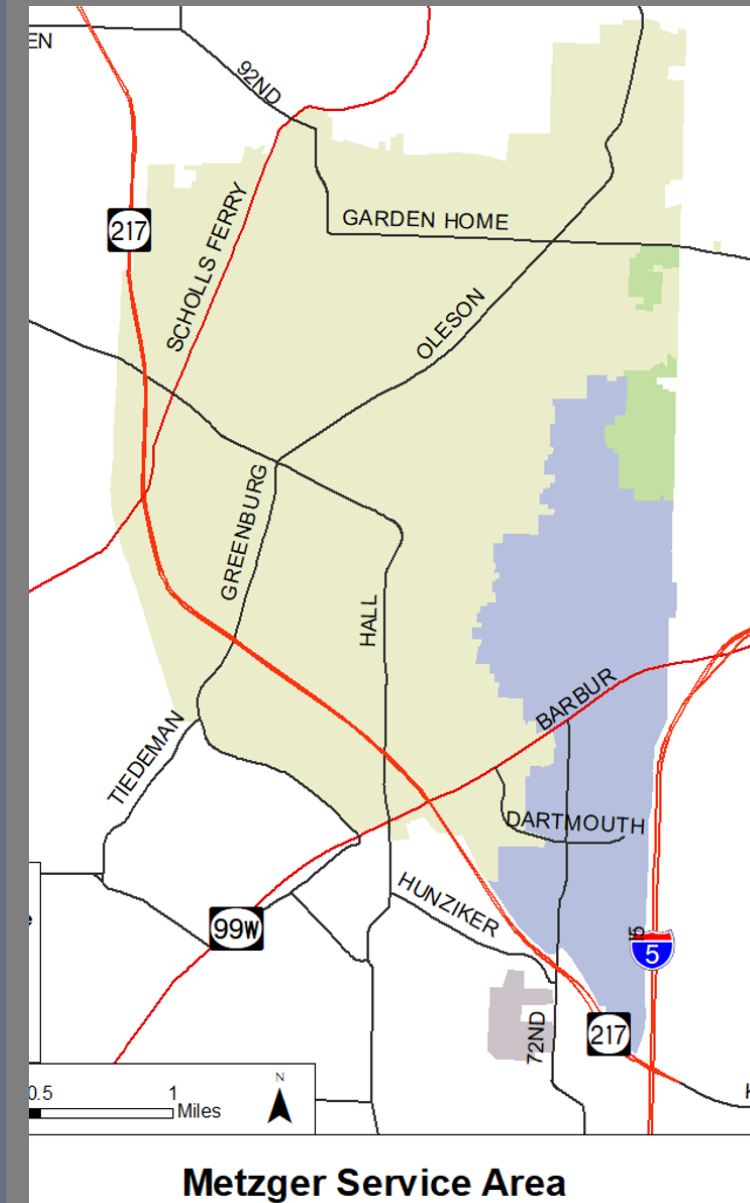 EN
92ND
217
SCHOLLS FERRY
GARDEN HOME
OLESON
GREENBURG
HALL
BARBUR
TIEDEMAN
DARTMOUTH
HUNZIKER
99W
5
72ND
217
0.5
1
Miles
N
Metzger Service Area